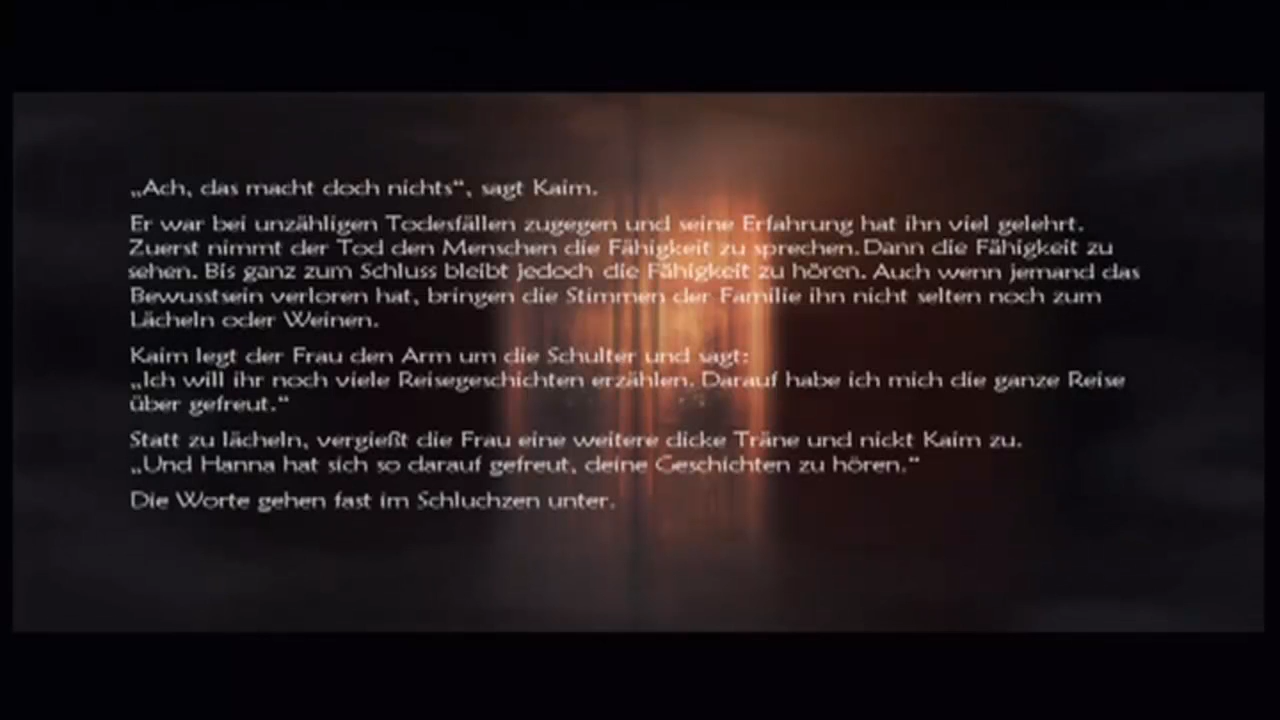 „Ach, das macht doch nichts“, sagt Kaim.
Er war bei unzähligen Todesfällen zugegen und seine Erfahrung hat ihn viel gelehrt.
Zuerst nimmt der Tod den Menschen die Fähigkeit zu sprechen. Dann die Fähigkeit zu
sehen. Bis ganz zum Schluss bleibt jedoch die Fähigkeit zu hören. Auch wenn jemand das
Bewusstsein verloren hat, bringen die Stimmen der Familie ihn nicht selten noch zum
Lächeln oder Weinen.
Kaim legt der Frau den Arm um die Schulter und sagt:
„Ich will ihr noch viele Reisegeschichten erzählen. Darauf habe ich mich die ganze Reise
über gefreut.“
Statt zu lächeln, vergießt die Frau eine weitere dicke Träne und nickt Kaim zu.
„Und Hanna hat sich so darauf gefreut, deine Geschichten zu hören.“
Die Worte gehen fast im Schluchzen unter.